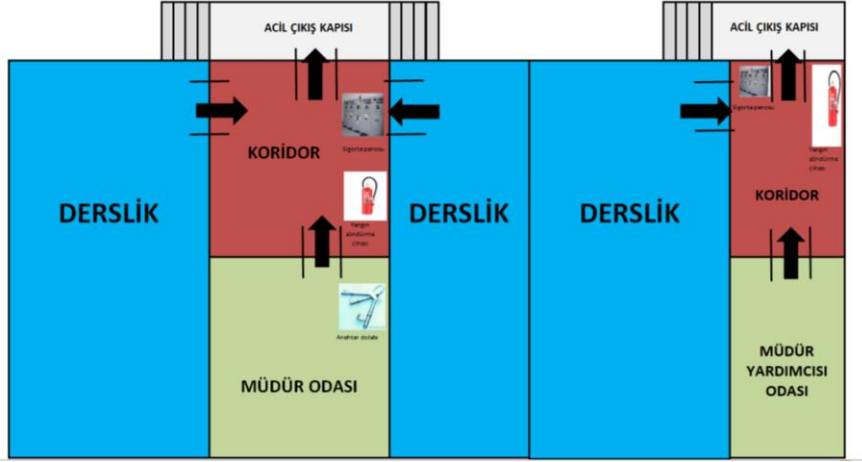 ACİL ÇIKIŞ KAPISI
ACİL ÇIKIŞ KAPISI
Sigorta panosu
Sigorta panosu
KORİDOR
Yangın
söndürme
cihazı
KORİDOR
DERSLİK
DERSLİK
DERSLİK
Yangın
söndürme
cihazı
Anahtar dolabı
MÜDÜR ODASI
MÜDÜR
YARDIMCISI
ODASI